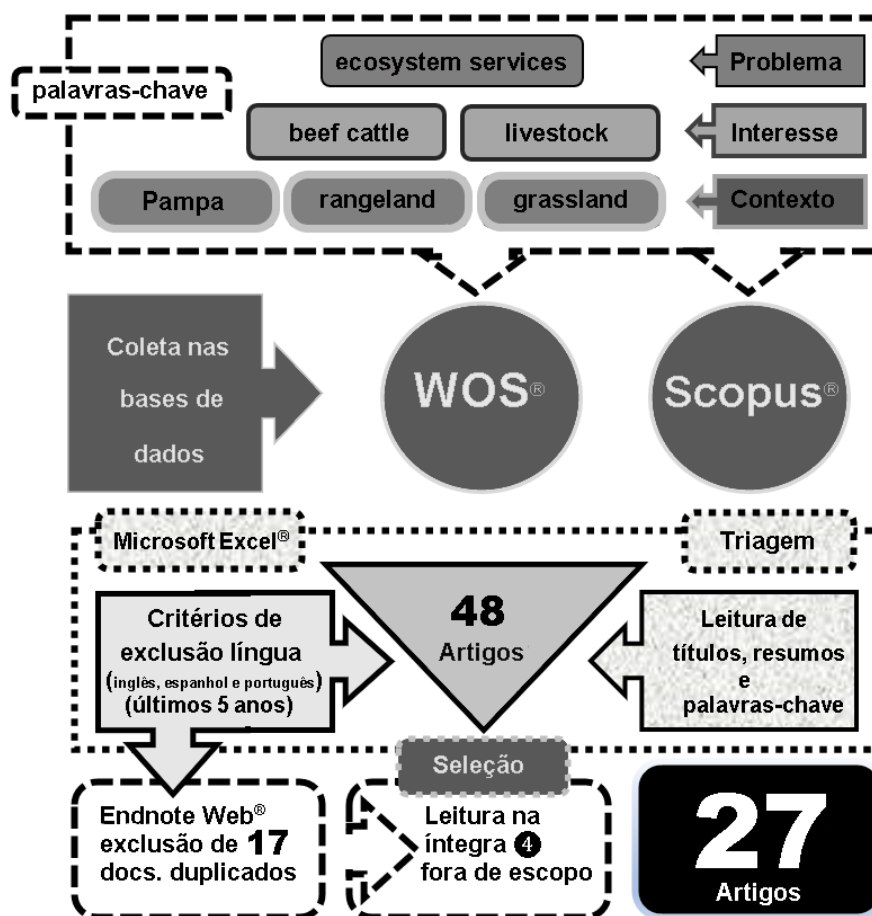 palavras-chave
ecosystem services
Problema
beef cattle
livestock
Interesse
Pampa
rangeland
grassland
Contexto
Coleta nas
bases de
dados
WOS®
Scopus®
Microsoft Excel®
Triagem
Critérios de
exclusão língua
(inglês, espanhol e português)
(últimos 5 anos)
48
Artigos
Leitura de
títulos, resumos
e
palavras-chave
Seleção
Endnote Web®
exclusão de 17
docs. duplicados
Leitura na
íntegra 4
fora de escopo
27
Artigos